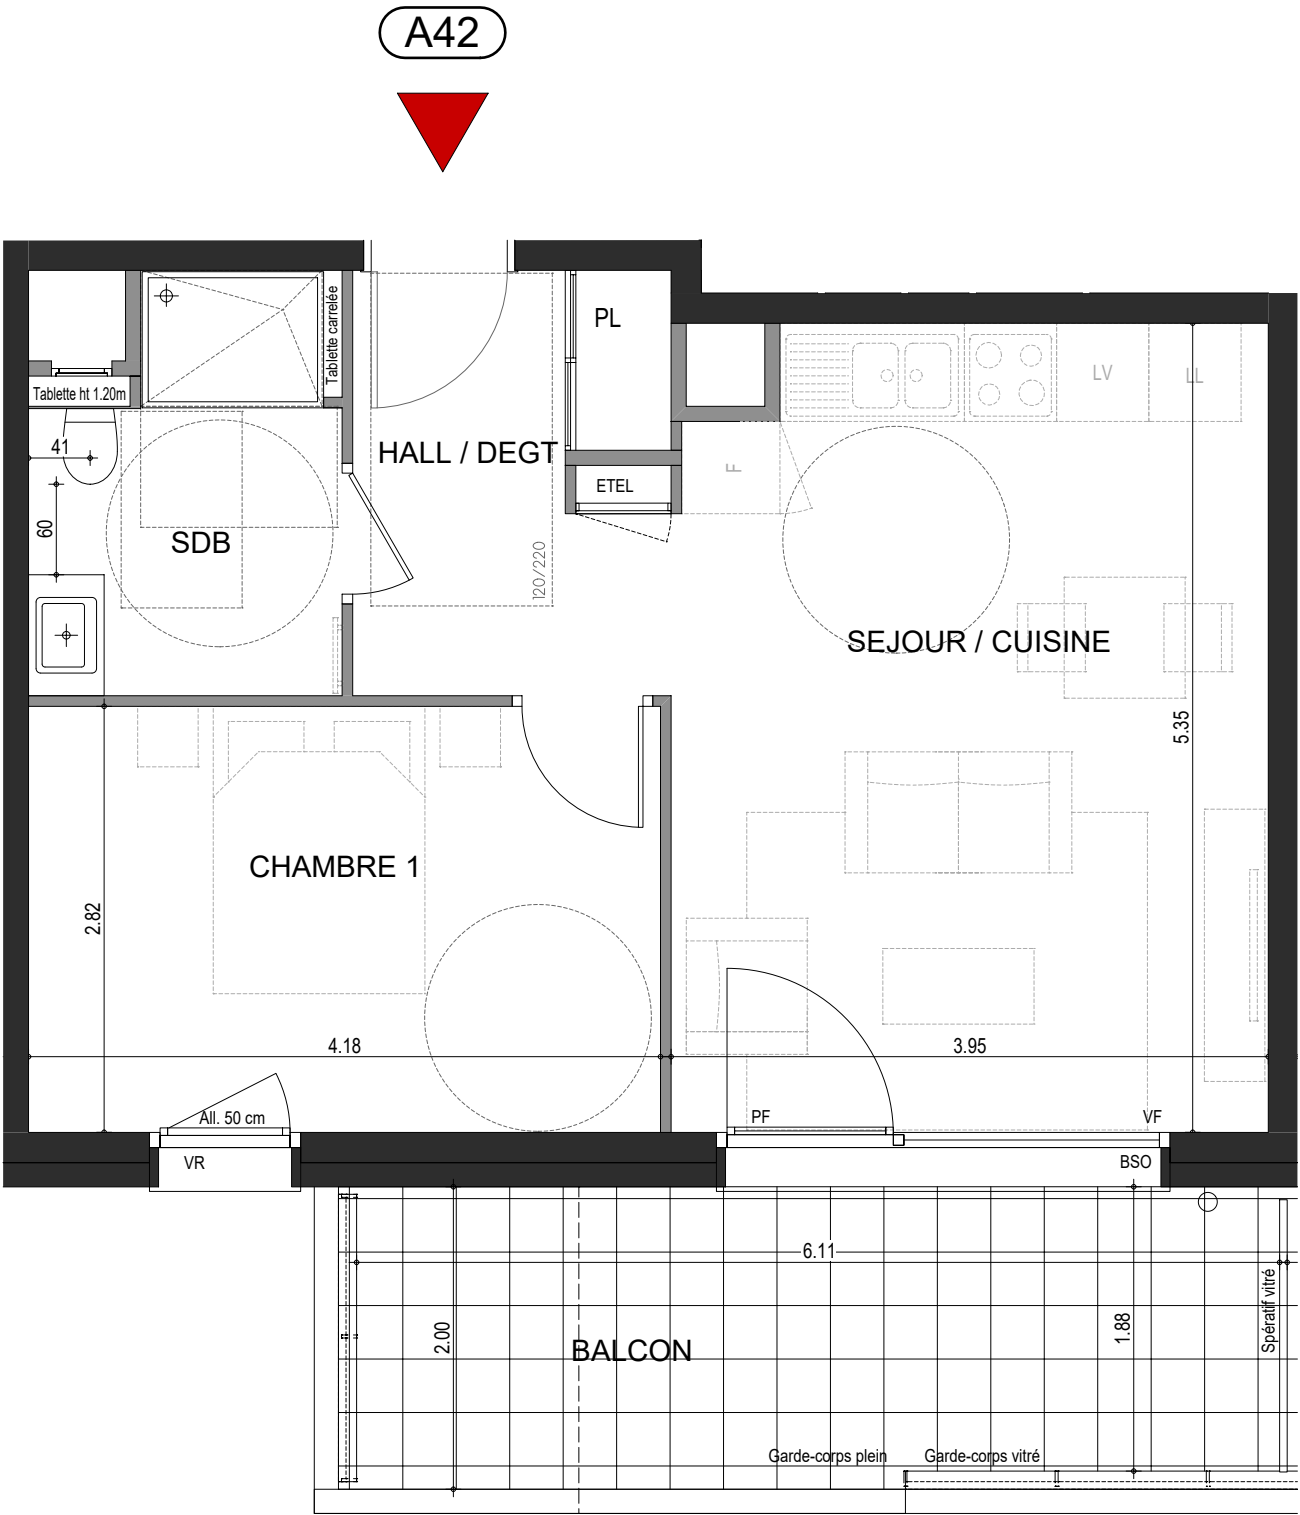 A42
Tablette carrelée
PL
Tablette ht 1.20m
LV
LL
41
HALL / DEGT
F
ETEL
60
SDB
120/220
SEJOUR / CUISINE
5.35
CHAMBRE 1
2.82
4.18
3.95
All. 50 cm
PF
VF
VR
BSO
6.11
Spératif vitré
2.00
1.88
BALCON
Garde-corps plein
Garde-corps vitré